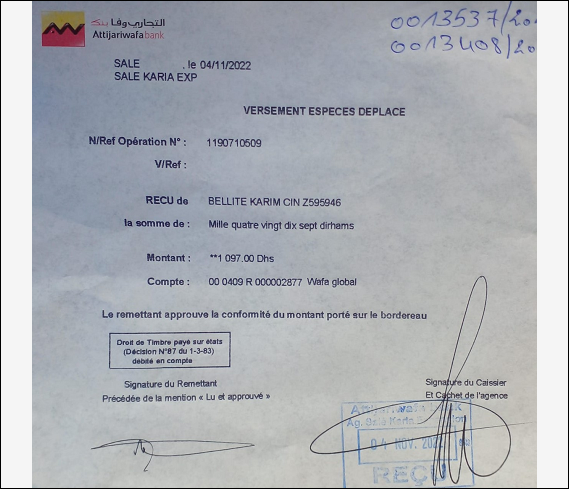 0013537/20
0013408/20
التجاري وفا بنك
Attijariwafa bank
SALE , le 04/11/2022
SALE KARIA EXP
VERSEMENT ESPECES DEPLACE
N/Ref Opération N° : 1190710509
V/Ref :
RECU de BELLITE KARIM CIN Z595946
la somme de : Mille quatre vingt dix sept dirhams
Montant : **1 097.00 Dhs
Compte : 00 0409 R 000002877 Wafa global
Le remettant approuve la conformité du montant porté sur le bordereau
Droit de Timbre payé sur états
(Décision N°87 du 1-3-83)
débité en compte
Signature du Remettant
Précédée de la mention « Lu et approuvé »
Signature du Caissier
Et Cachet de l'agence
Attijariwafa bank
Ag. Sale Karia
04 NOV. 2022
REÇU